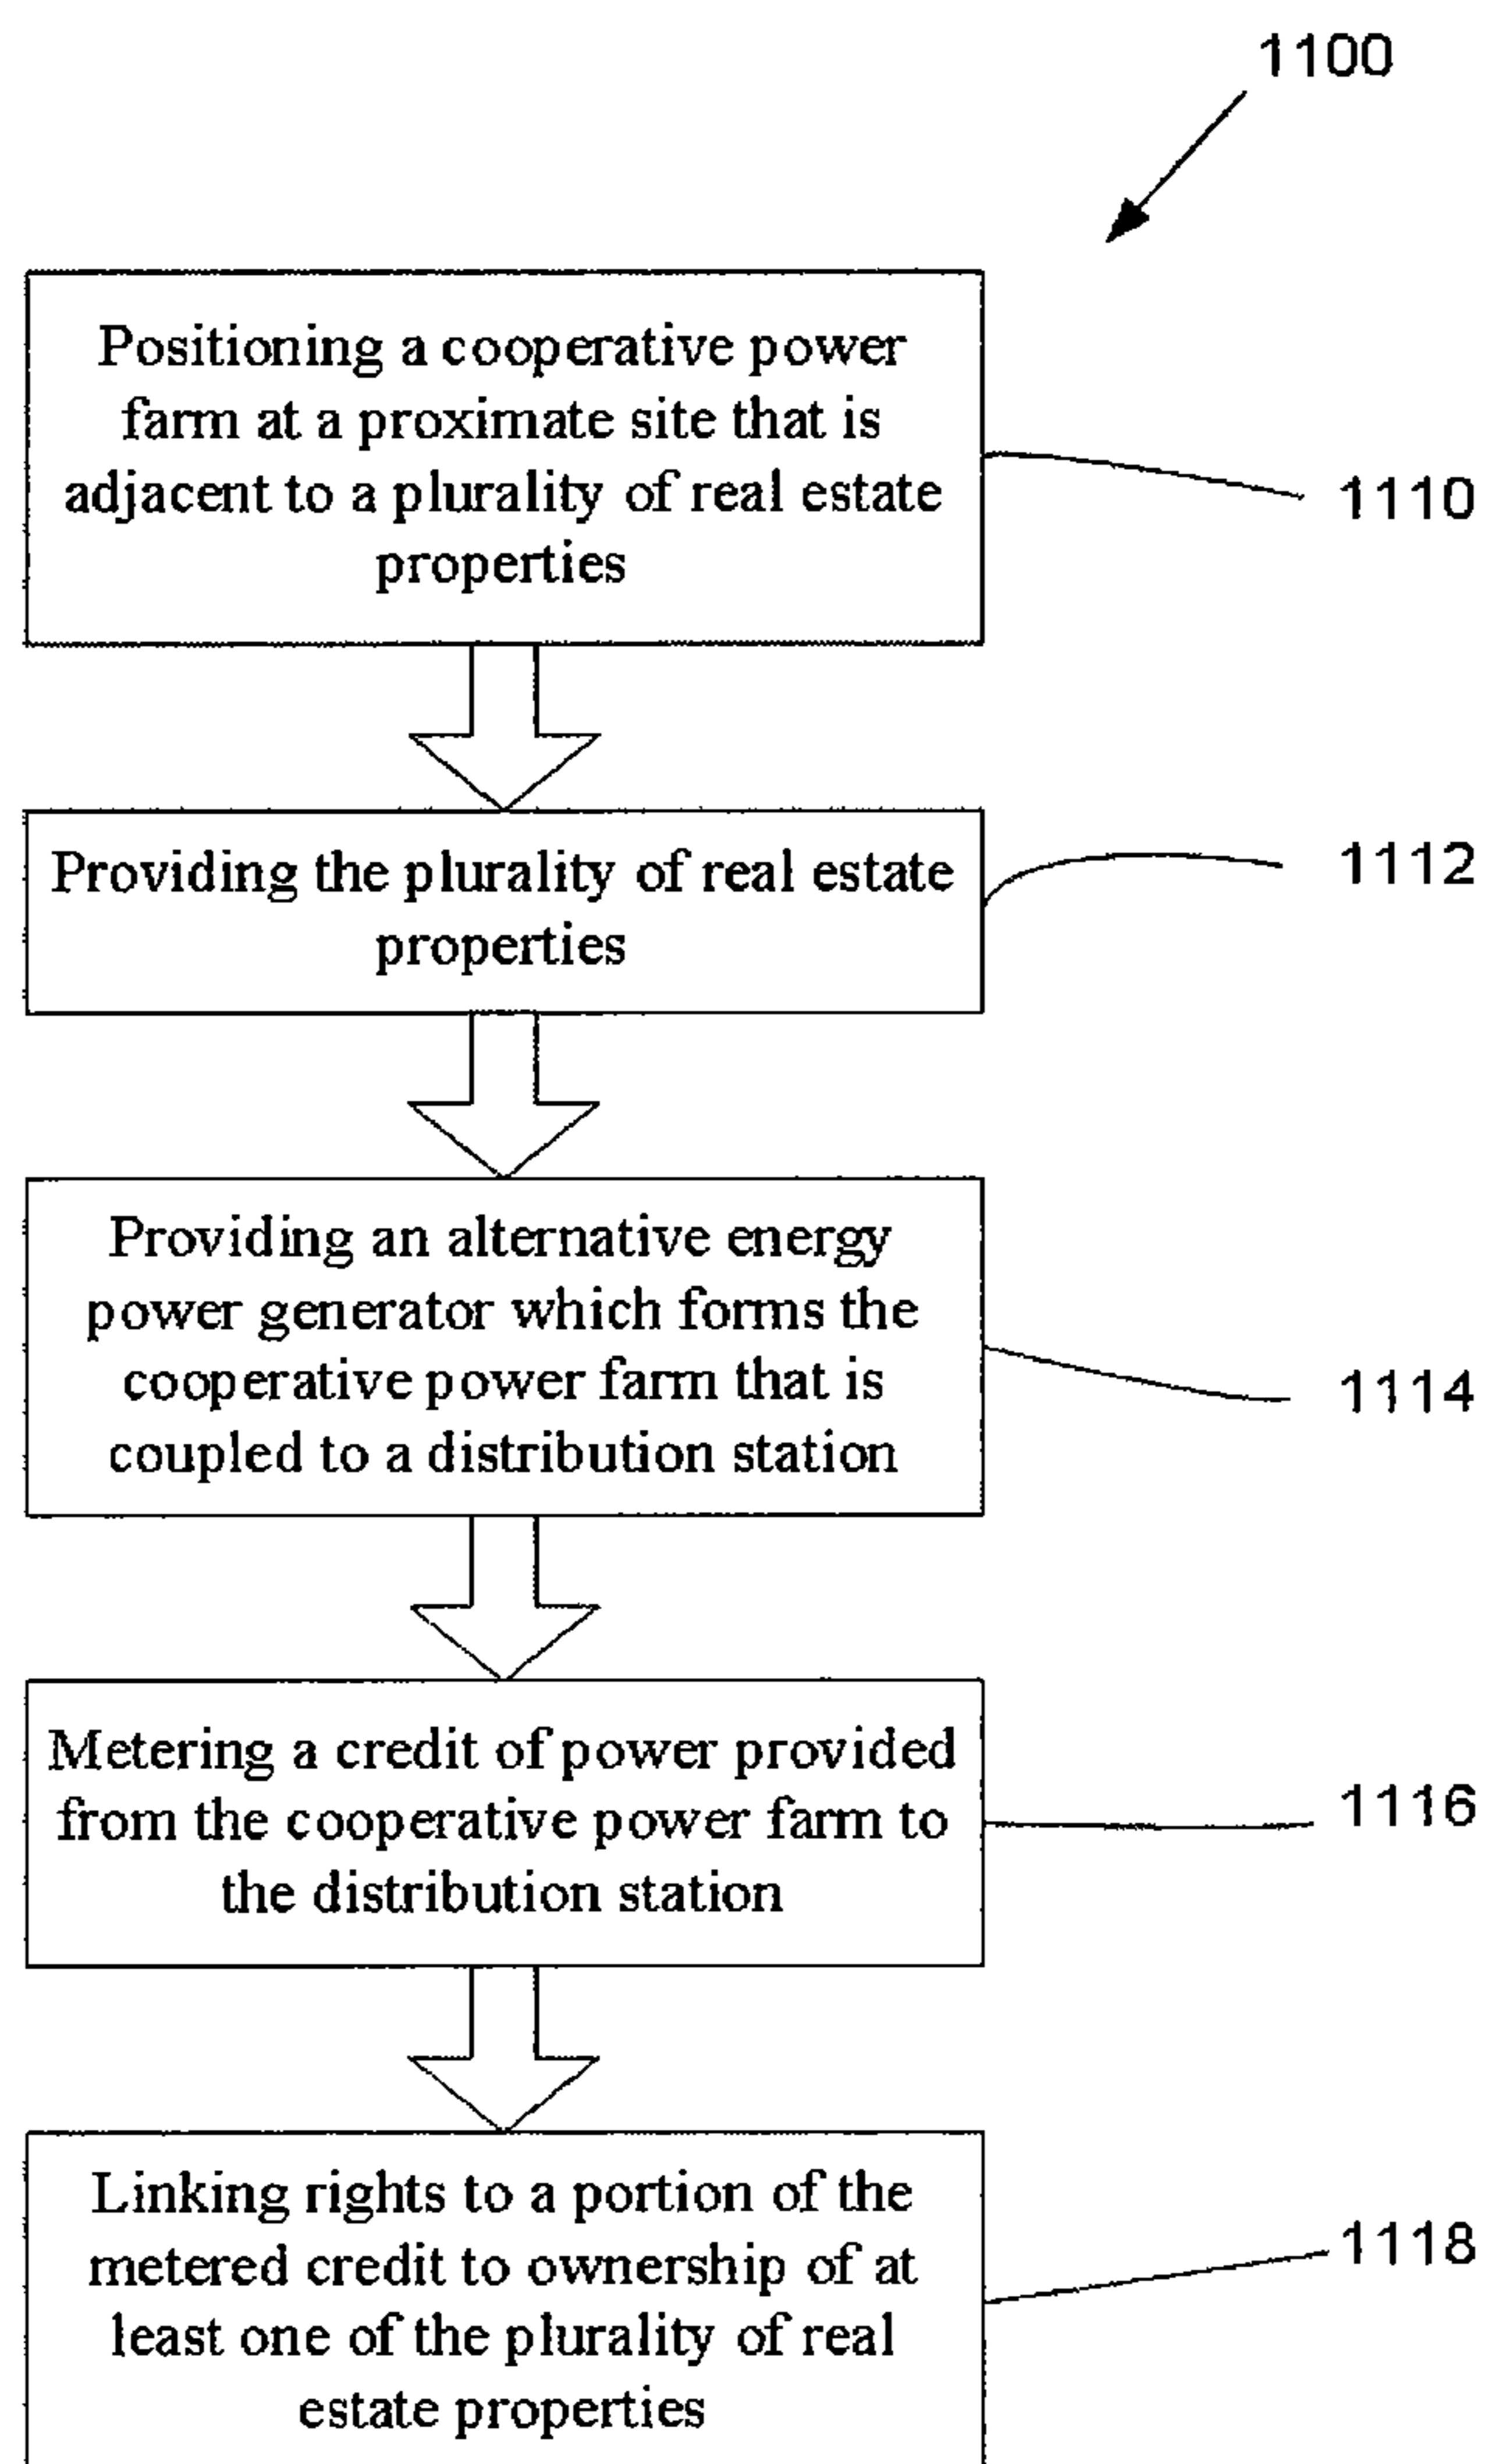 1100
Positioning a cooperative power
farm at a proximate site that is
adjacent to a plurality of real estate
properties
1110
Providing the plurality of real estate
properties
1112
Providing an alternative energy
power generator which forms the
cooperative power farm that is
coupled to a distribution station
1114
Metering a credit of power provided
from the cooperative power farm to
the distribution station
1116
Linking rights to a portion of the
metered credit to ownership of at
least one of the plurality of real
estate properties
1118